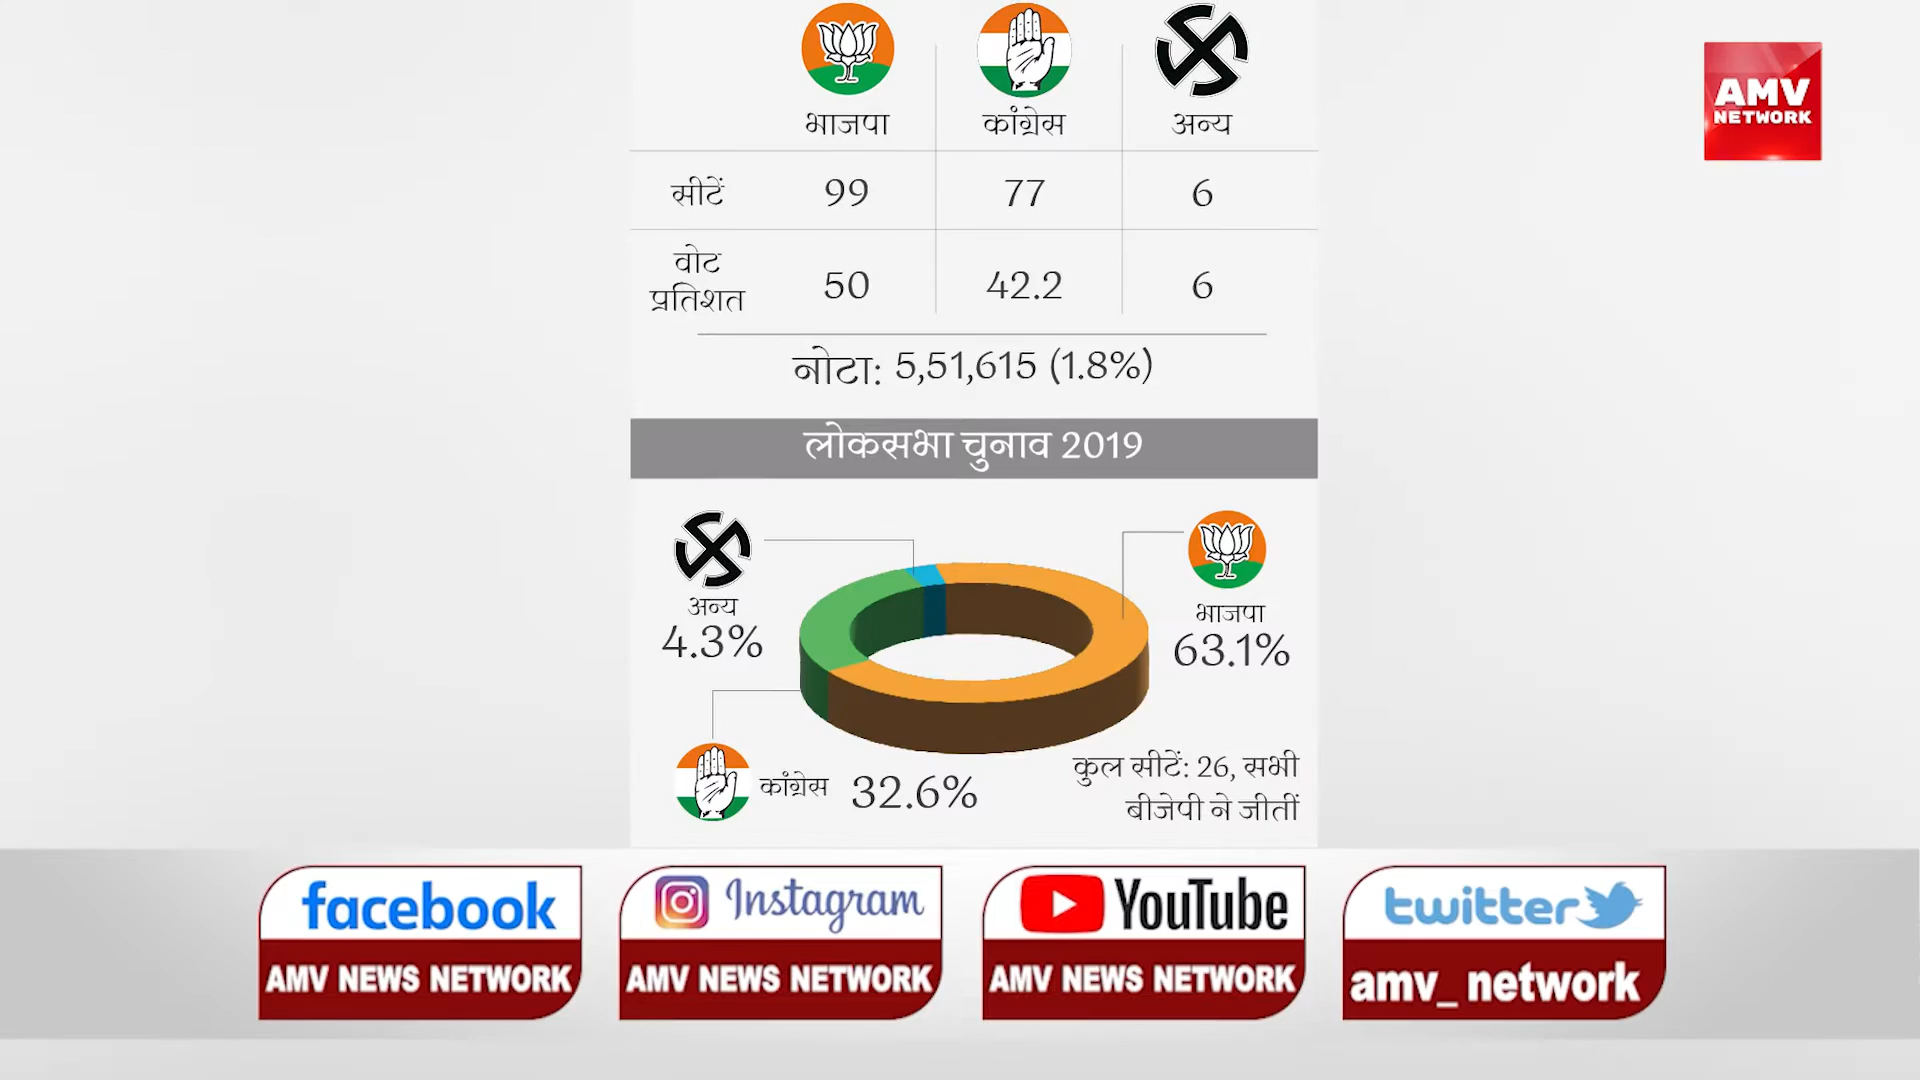 AMV
NETWORK
भाजपा कांग्रेस अन्य
सीटें 99 77 6
वोट
प्रतिशत 50 42.2 6
नोटा: 5,51,615 (1.8%)
लोकसभा चुनाव 2019
अन्य
4.3%
भाजपा
63.1%
कांग्रेस 32.6%
कुल सीटें: 26, सभी
बीजेपी ने जीतीं
facebook
AMV NEWS NETWORK
Instagram
AMV NEWS NETWORK
YouTube
AMV NEWS NETWORK
twitter
amv_ network